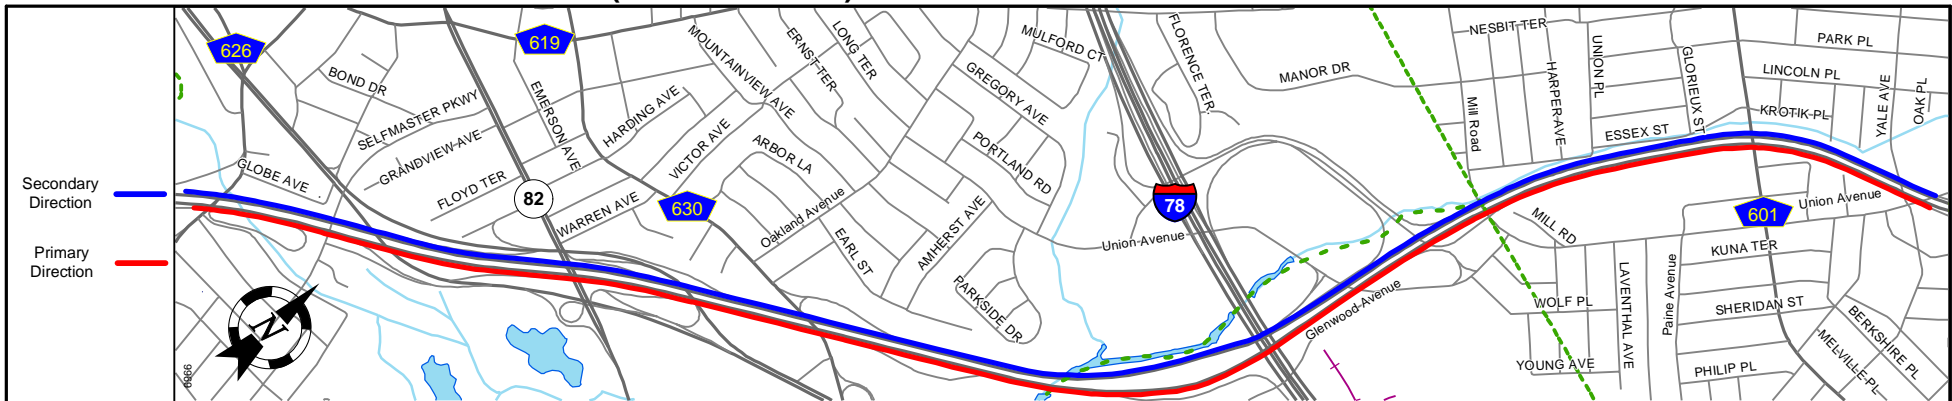 Secondary
Direction
Primary
Direction
626
619
82
630
78
601
BOND DR
SELFMASTER PKWY
GRANDVIEW AVE
GLOBE AVE
FLOYD TER
EMERSON AVE
HARDING AVE
WARREN AVE
VICTOR AVE
MOUNTAINVIEW AVE
ERNST TER
LONG TER
ARBOR LA
Oakland Avenue
EARL ST
AMHERST AVE
PORTLAND RD
GREGORY AVE
MULFORD CT
PARKSIDE DR
FLORENCE TER
Union Avenue
MANOR DR
Glenwood Avenue
NESBIT TER
Mill Road
HARPER AVE
UNION PL
GLORIEUX ST
ESSEX ST
PARK PL
LINCOLN PL
KROTIK PL
YALE AVE
OAK PL
MILL RD
Union Avenue
KUNA TER
WOLF PL
LAVENTHAL AVE
Paine Avenue
SHERIDAN ST
YOUNG AVE
PHILIP PL
MELVILLE PL
BERKSHIRE PL
N